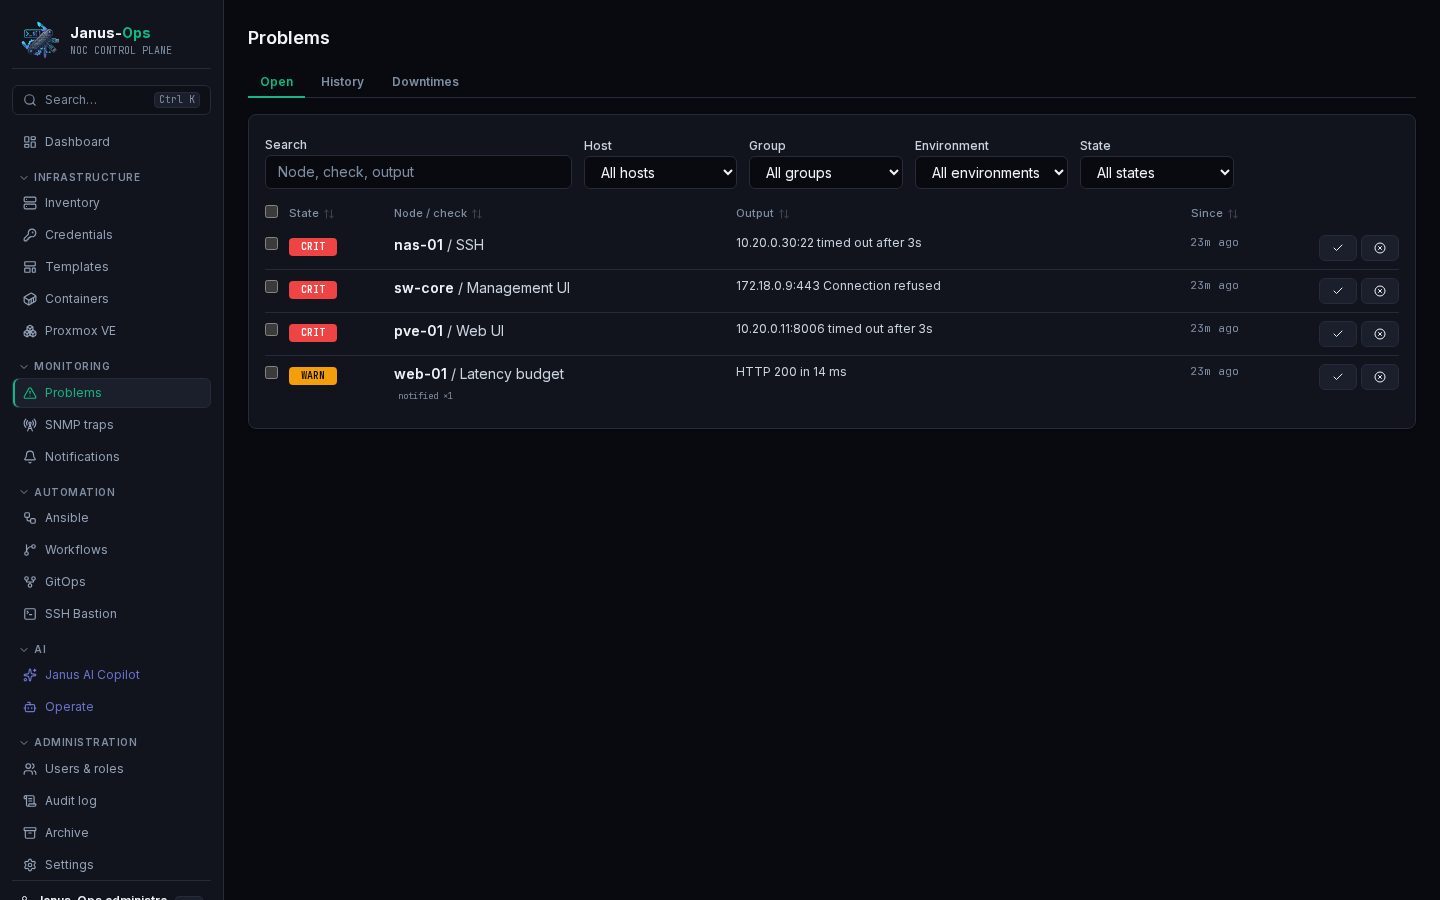 Janus-Ops
NOC CONTROL PLANE
Search...
Ctrl K
Dashboard
INFRASTRUCTURE
Inventory
Credentials
Templates
Containers
Proxmox VE
MONITORING
Problems
SNMP traps
Notifications
AUTOMATION
Ansible
Workflows
GitOps
SSH Bastion
AI
Janus AI Copilot
Operate
ADMINISTRATION
Users & roles
Audit log
Archive
Settings
Janus-Ops administra
Problems
Open History Downtimes
Search Host Group Environment State
Node, check, output All hosts All groups All environments All states
State Node / check Output Since
CRIT nas-01 / SSH 10.20.0.30:22 timed out after 3s 23m ago
CRIT sw-core / Management UI 172.18.0.9:443 Connection refused 23m ago
CRIT pve-01 / Web UI 10.20.0.11:8006 timed out after 3s 23m ago
WARN web-01 / Latency budget HTTP 200 in 14 ms 23m ago
notified ×1